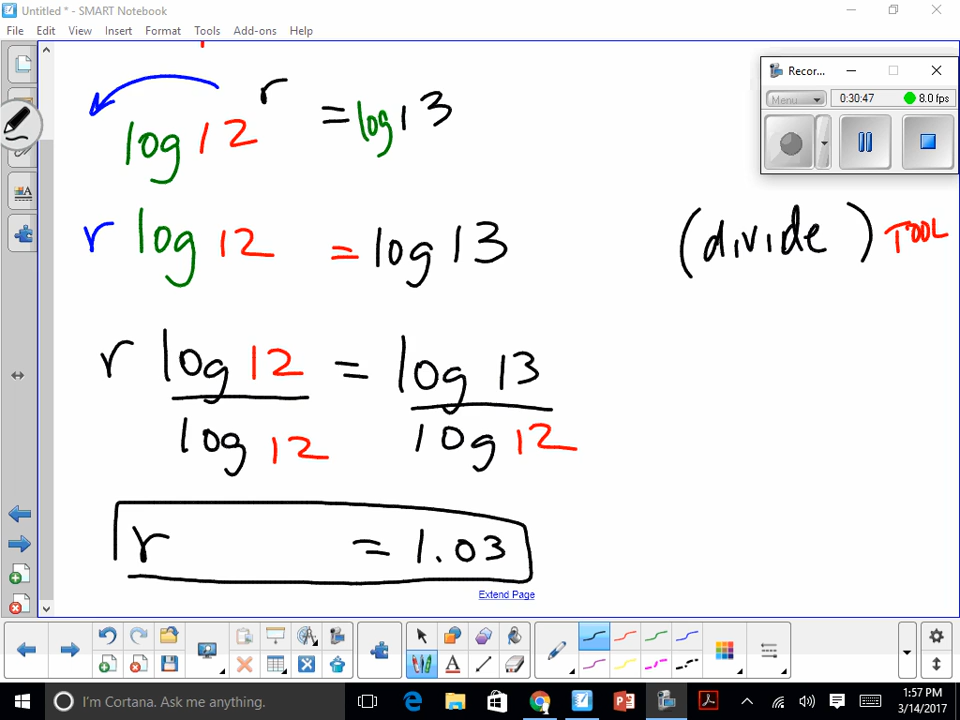 Untitled * - SMART Notebook
File Edit View Insert Format Tools Add-ons Help
Recor...
Menu
0:30:47
8.0 fps
log 12^r = log 13
r log 12 = log 13 (divide) TOOL
r log 12 = log 13
log 12 log 12
r = 1.03
Extend Page
I'm Cortana. Ask me anything.
1:57 PM
3/14/2017